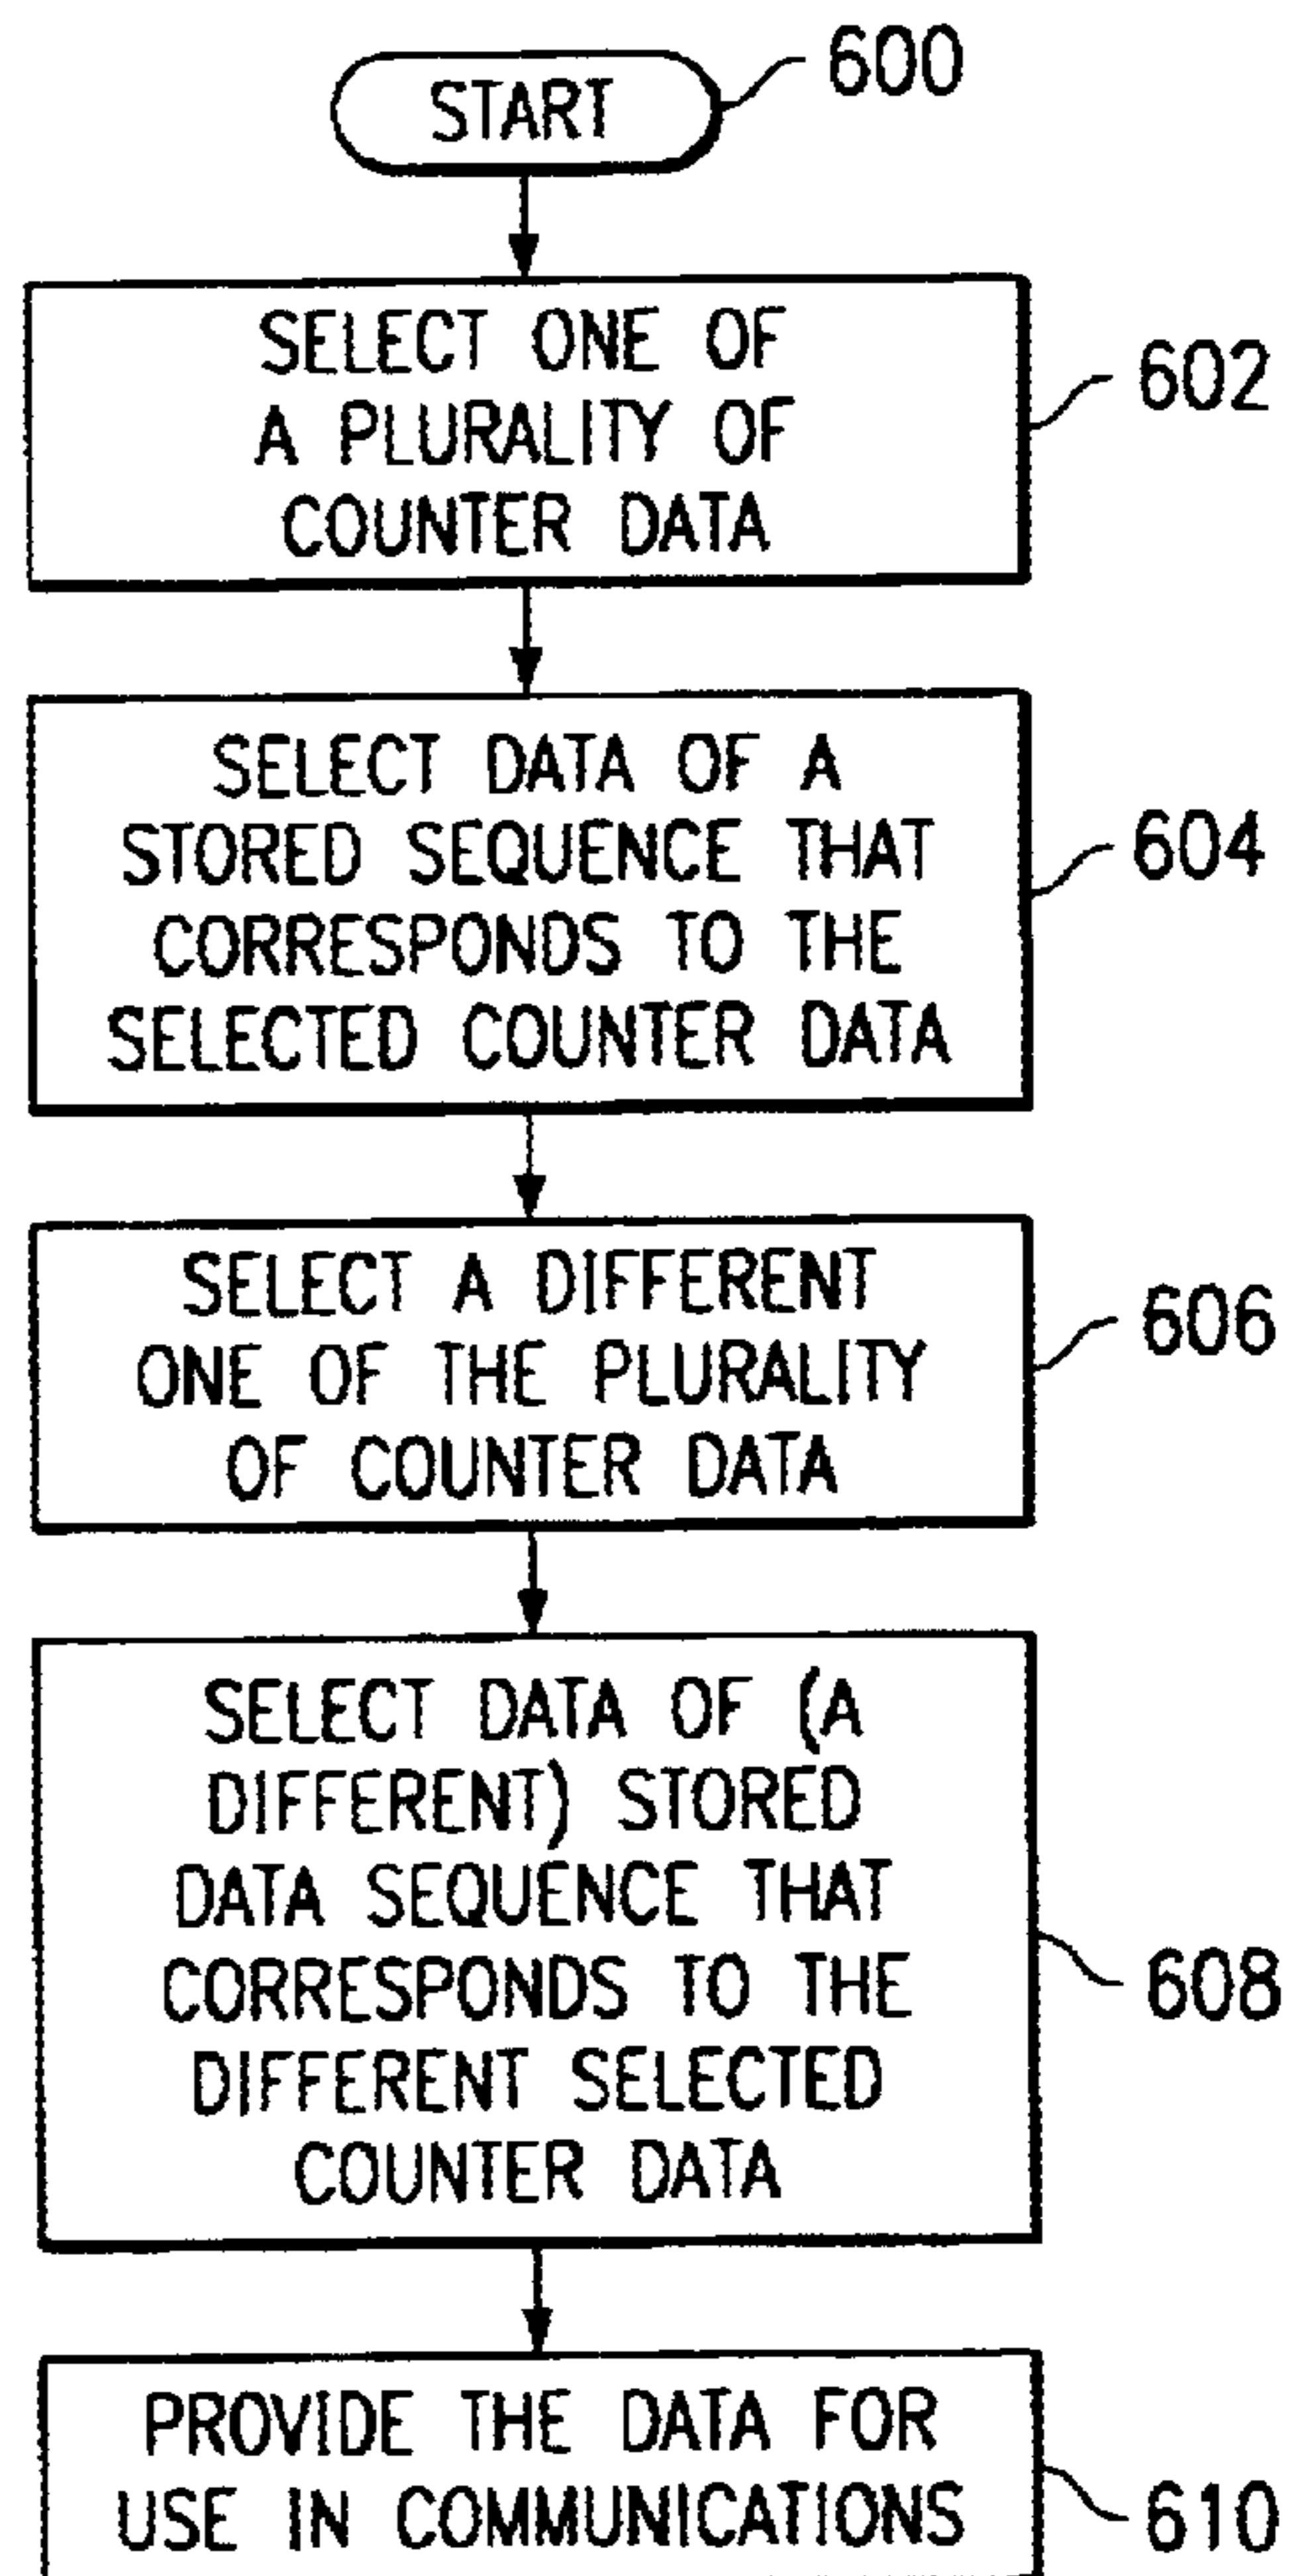 START
600
SELECT ONE OF
A PLURALITY OF
COUNTER DATA
602
SELECT DATA OF A
STORED SEQUENCE THAT
CORRESPONDS TO THE
SELECTED COUNTER DATA
604
SELECT A DIFFERENT
ONE OF THE PLURALITY
OF COUNTER DATA
606
SELECT DATA OF (A
DIFFERENT) STORED
DATA SEQUENCE THAT
CORRESPONDS TO THE
DIFFERENT SELECTED
COUNTER DATA
608
PROVIDE THE DATA FOR
USE IN COMMUNICATIONS
610